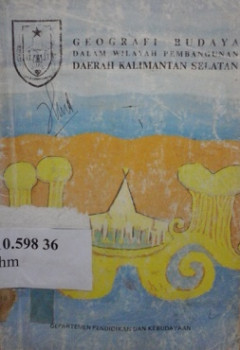 GEOGRAFI BUDAYA
DALAM WILAYAH PEMBANGUNAN
DAERAH KALIMANTAN SELATAN
0.598 36
hm
DEPARTEMEN PENDIDIKAN DAN KEBUDAYAAN